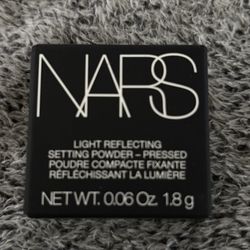 NARS
LIGHT REFLECTING
SETTING POWDER – PRESSED
POUDRE COMPACTE FIXANTE
RÉFLÉCHISSANT LA LUMIÈRE
NET WT. 0.06 Oz. 1.8 g